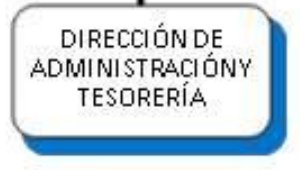 DIRECCIÓN DE
ADMINISTRACIÓNY
TESORERÍA